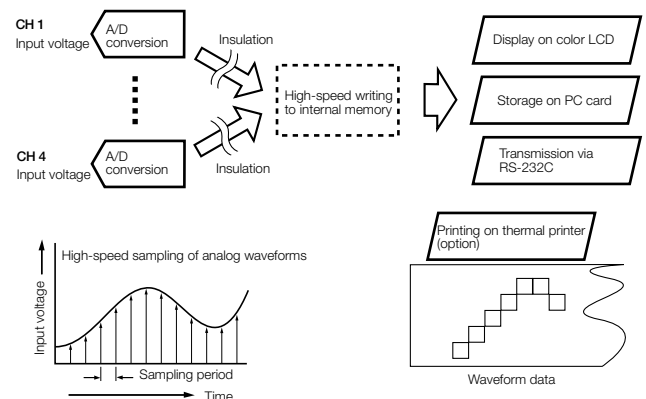 CH 1
Input voltage
A/D
conversion
Insulation
High-speed writing
to internal memory
CH 4
Input voltage
A/D
conversion
Insulation
Display on color LCD
Storage on PC card
Transmission via
RS-232C
Printing on thermal printer
(option)
High-speed sampling of analog waveforms
Input voltage
Sampling period
Time
Waveform data